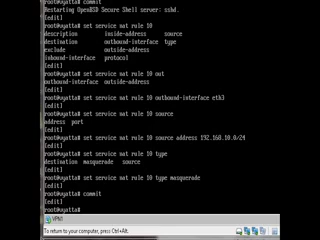 root@vyatta# commit
Restarting OpenBSD Secure Shell server: sshd.
[edit]
root@vyatta# set service nat rule 10
description inside-address source
destination outbound-interface type
exclude outside-address
inbound-interface protocol
[edit]
root@vyatta# set service nat rule 10 out
outbound-interface outside-address
[edit]
root@vyatta# set service nat rule 10 outbound-interface eth3
[edit]
root@vyatta# set service nat rule 10 source
address port
[edit]
root@vyatta# set service nat rule 10 source address 192.168.10.0/24
[edit]
root@vyatta# set service nat rule 10 type
destination masquerade source
[edit]
root@vyatta# set service nat rule 10 type masquerade
[edit]
root@vyatta# commit
[edit]
root@vyatta#
VPN1
To return to your computer, press Ctrl+Alt.